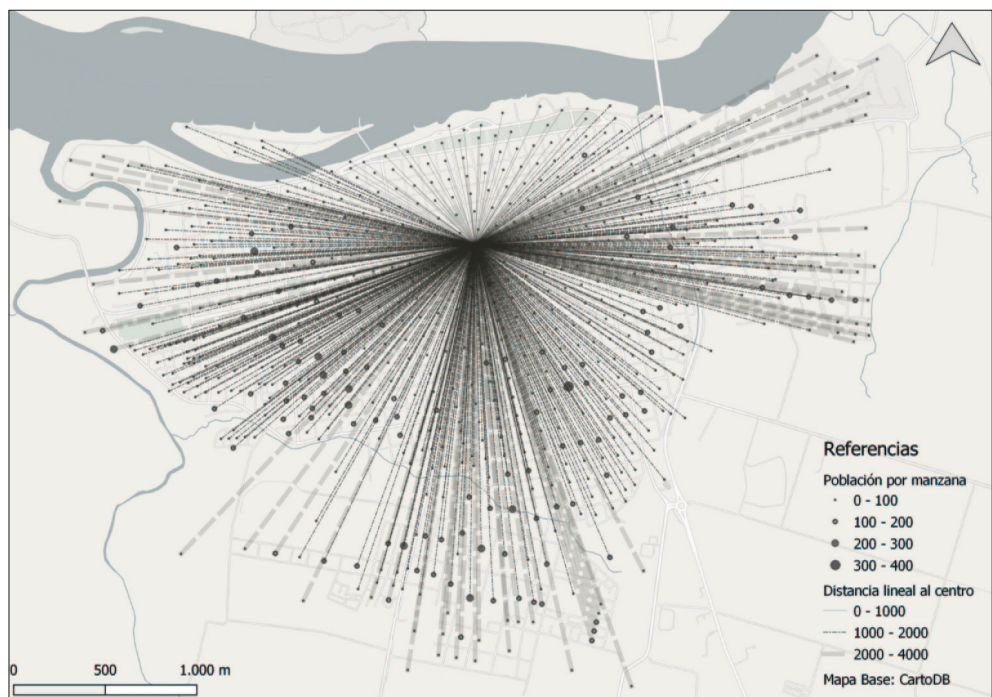 Referencias
Población por manzana
0 - 100
100 - 200
200 - 300
300 - 400
Distancia lineal al centro
0 - 1000
1000 - 2000
2000 - 4000
0 500 1.000 m
Mapa Base: CartoDB